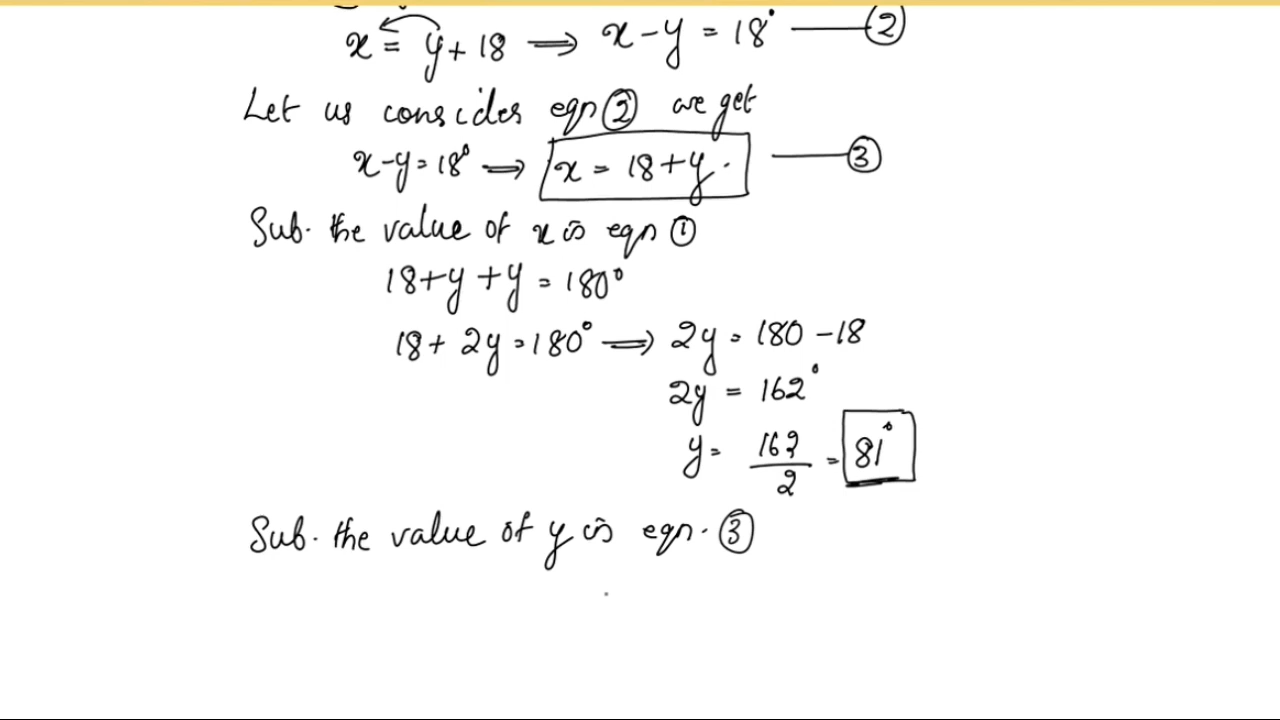 x = y + 18 ⟹ x - y = 18° —— ②
Let us consider eqn ② we get
x - y = 18° ⟹ x = 18 + y . —— ③
Sub. the value of x in eqn ①
18 + y + y = 180°
18 + 2y = 180° ⟹ 2y = 180 - 18
2y = 162°
y = 162/2 = 81°
Sub. the value of y in eqn. ③